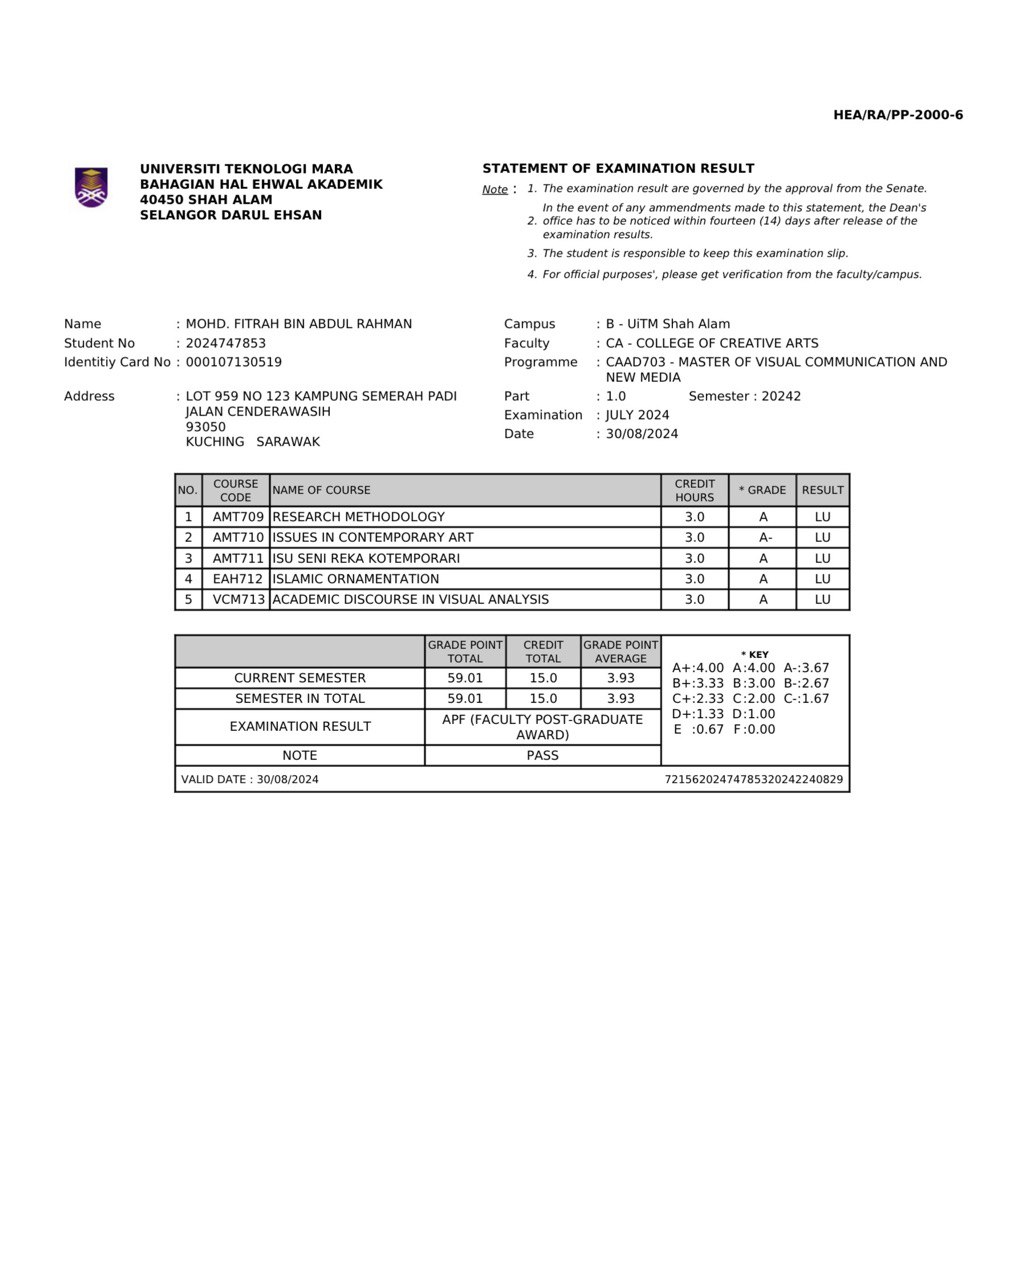 HEA/RA/PP-2000-6
UNIVERSITI TEKNOLOGI MARA
BAHAGIAN HAL EHWAL AKADEMIK
40450 SHAH ALAM
SELANGOR DARUL EHSAN
STATEMENT OF EXAMINATION RESULT
Note : 1. The examination result are governed by the approval from the Senate.
In the event of any ammendments made to this statement, the Dean's
2. office has to be noticed within fourteen (14) days after release of the
examination results.
3. The student is responsible to keep this examination slip.
4. For official purposes', please get verification from the faculty/campus.
Name : MOHD. FITRAH BIN ABDUL RAHMAN
Student No : 2024747853
Identitiy Card No : 000107130519
Address : LOT 959 NO 123 KAMPUNG SEMERAH PADI
JALAN CENDERAWASIH
93050
KUCHING SARAWAK
Campus : B - UiTM Shah Alam
Faculty : CA - COLLEGE OF CREATIVE ARTS
Programme : CAAD703 - MASTER OF VISUAL COMMUNICATION AND
NEW MEDIA
Part : 1.0 Semester : 20242
Examination : JULY 2024
Date : 30/08/2024
NO. COURSE CODE NAME OF COURSE CREDIT HOURS * GRADE RESULT
1 AMT709 RESEARCH METHODOLOGY 3.0 A LU
2 AMT710 ISSUES IN CONTEMPORARY ART 3.0 A- LU
3 AMT711 ISU SENI REKA KOTEMPORARI 3.0 A LU
4 EAH712 ISLAMIC ORNAMENTATION 3.0 A LU
5 VCM713 ACADEMIC DISCOURSE IN VISUAL ANALYSIS 3.0 A LU
GRADE POINT TOTAL CREDIT TOTAL GRADE POINT AVERAGE
CURRENT SEMESTER 59.01 15.0 3.93
SEMESTER IN TOTAL 59.01 15.0 3.93
EXAMINATION RESULT APF (FACULTY POST-GRADUATE AWARD)
NOTE PASS
* KEY
A+:4.00 A:4.00 A-:3.67
B+:3.33 B:3.00 B-:2.67
C+:2.33 C:2.00 C-:1.67
D+:1.33 D:1.00
E :0.67 F:0.00
VALID DATE : 30/08/2024 72156202474785320242240829